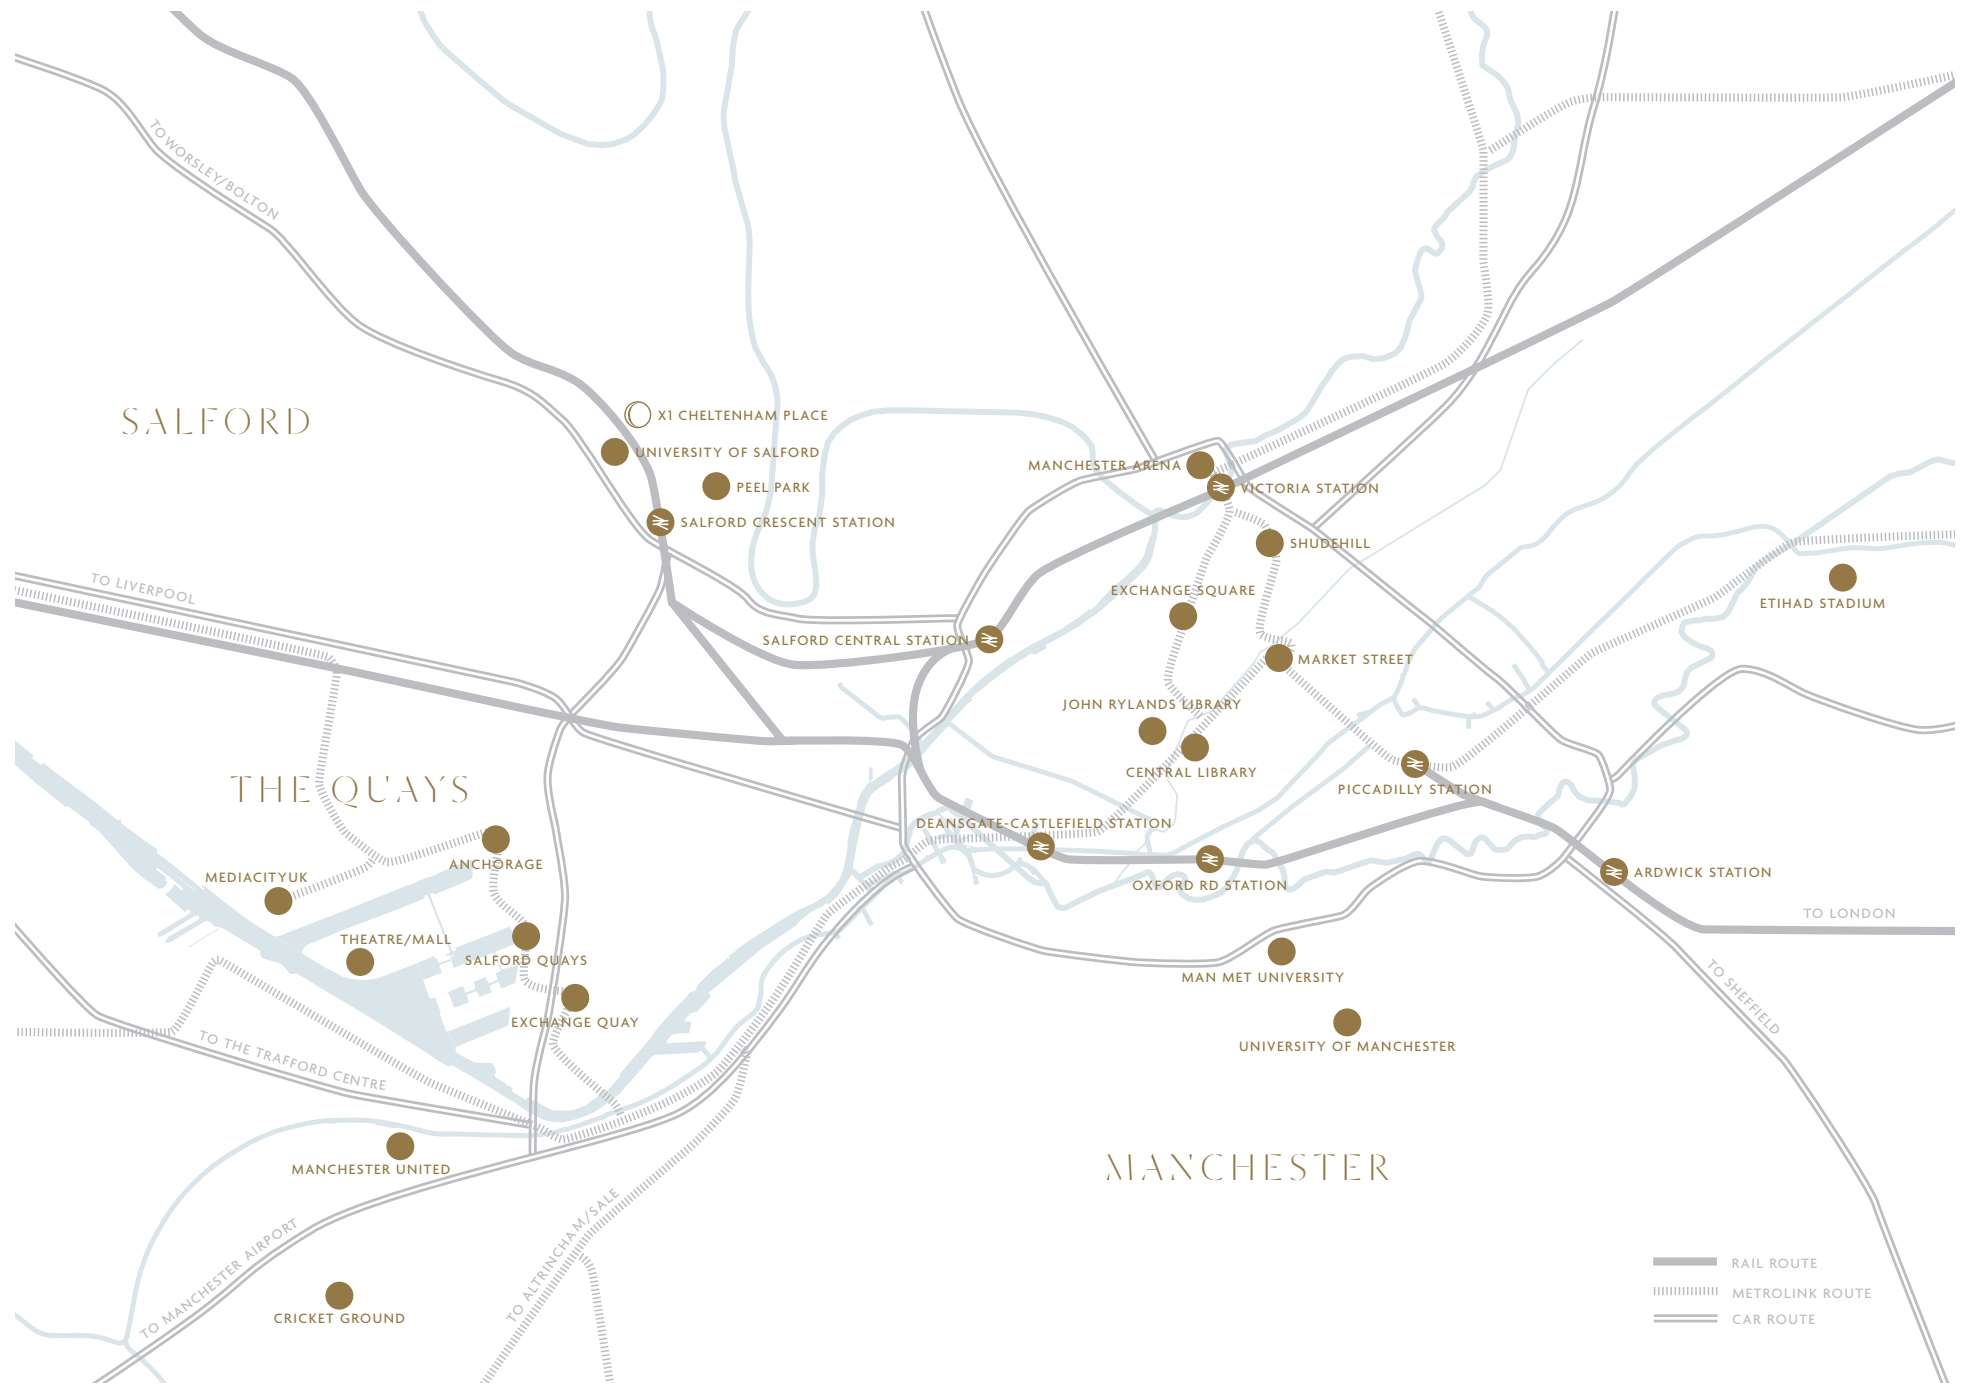 TO WORSLEY/BOLTON
SALFORD
X1 CHELTENHAM PLACE
UNIVERSITY OF SALFORD
PEEL PARK
SALFORD CRESCENT STATION
MANCHESTER ARENA
VICTORIA STATION
SHUDEHILL
TO LIVERPOOL
EXCHANGE SQUARE
ETIHAD STADIUM
SALFORD CENTRAL STATION
MARKET STREET
JOHN RYLANDS LIBRARY
CENTRAL LIBRARY
THE QUAYS
PICCADILLY STATION
DEANSGATE-CASTLEFIELD STATION
ANCHORAGE
MEDIACITYUK
OXFORD RD STATION
ARDWICK STATION
TO LONDON
THEATRE/MALL
SALFORD QUAYS
MAN MET UNIVERSITY
TO SHEFFIELD
EXCHANGE QUAY
UNIVERSITY OF MANCHESTER
TO THE TRAFFORD CENTRE
MANCHESTER UNITED
MANCHESTER
TO MANCHESTER AIRPORT
TO ALTRINCHAM/SALE
CRICKET GROUND
RAIL ROUTE
METROLINK ROUTE
CAR ROUTE